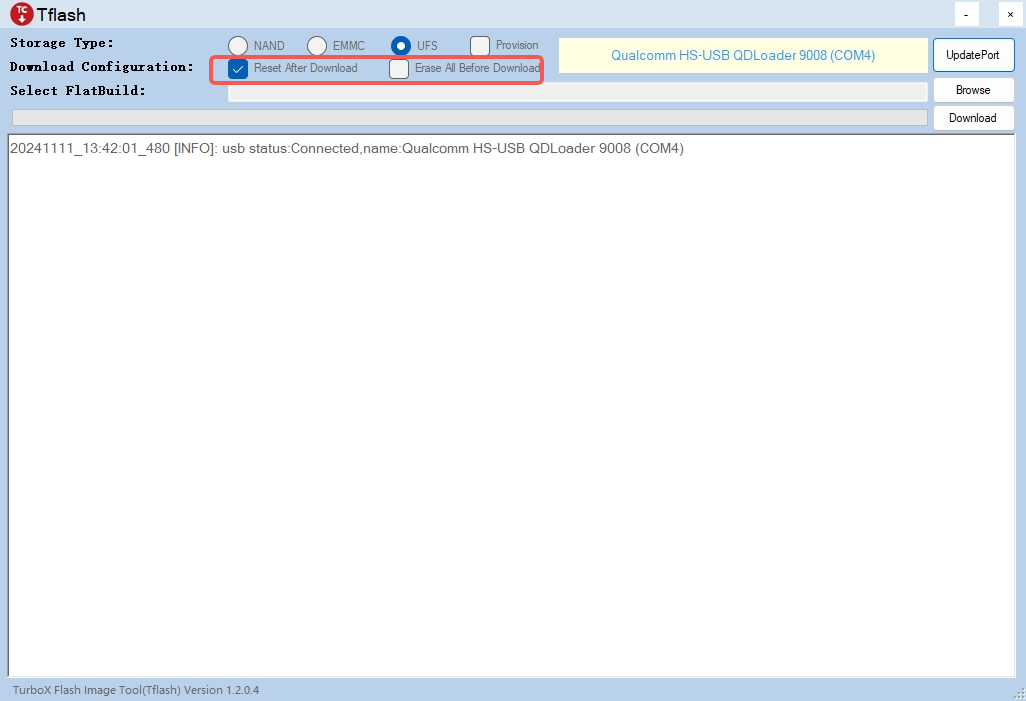 TC Tflash - ×
Storage Type: NAND EMMC UFS Provision Qualcomm HS-USB QDLoader 9008 (COM4) UpdatePort
Download Configuration: Reset After Download Erase All Before Download
Select FlatBuild: Browse
Download
20241111_13:42:01_480 [INFO]: usb status:Connected,name:Qualcomm HS-USB QDLoader 9008 (COM4)
TurboX Flash Image Tool(Tflash) Version 1.2.0.4